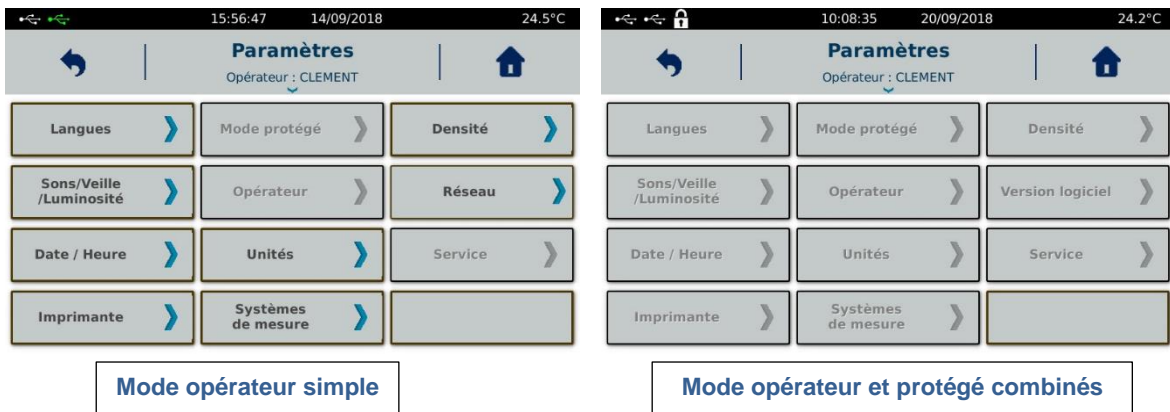 15:56:47 14/09/2018 24.5°C
Paramètres
Opérateur : CLEMENT
Langues
Mode protégé
Densité
Sons/Veille
/Luminosité
Opérateur
Réseau
Date / Heure
Unités
Service
Imprimante
Systèmes
de mesure
Mode opérateur simple
10:08:35 20/09/2018 24.2°C
Paramètres
Opérateur : CLEMENT
Langues
Mode protégé
Densité
Sons/Veille
/Luminosité
Opérateur
Version logiciel
Date / Heure
Unités
Service
Imprimante
Systèmes
de mesure
Mode opérateur et protégé combinés